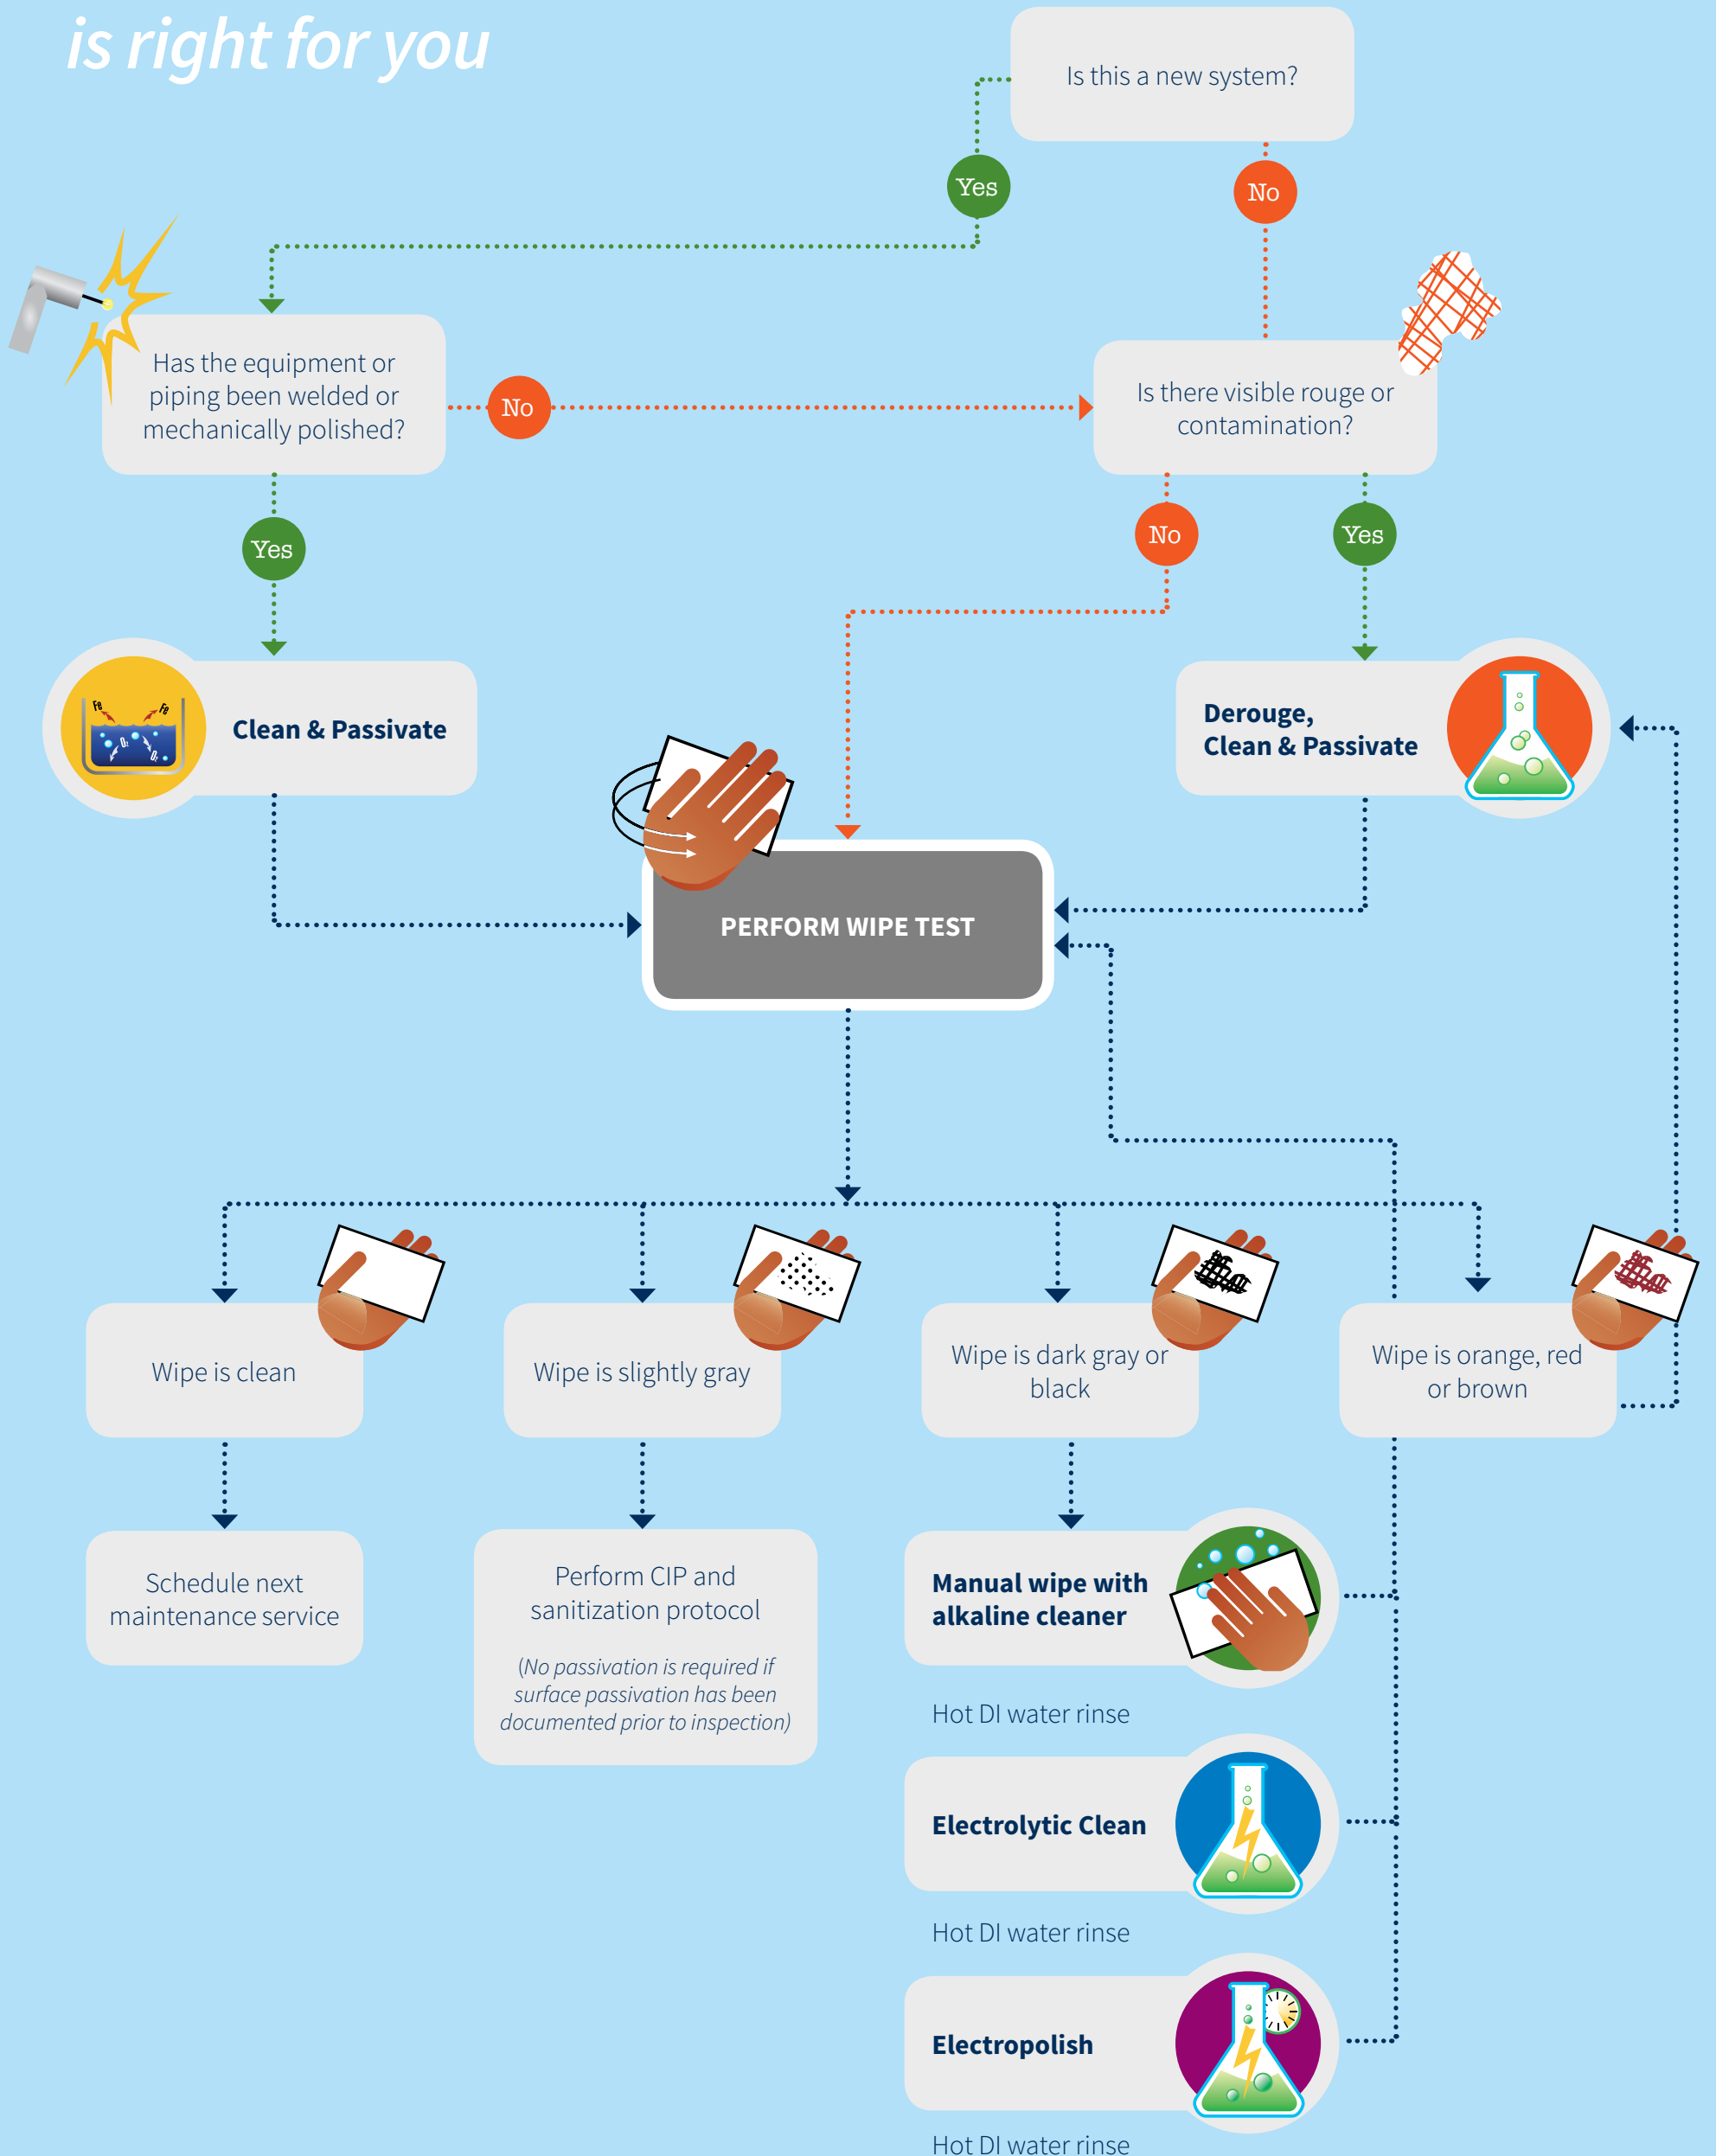 is right for you
Is this a new system?
Yes
No
Has the equipment or
piping been welded or
mechanically polished?
No
Is there visible rouge or
contamination?
Yes
No
Yes
Fe
Fe
O₂
O₂
Clean & Passivate
Derouge,
Clean & Passivate
PERFORM WIPE TEST
Wipe is clean
Wipe is slightly gray
Wipe is dark gray or
black
Wipe is orange, red
or brown
Schedule next
maintenance service
Perform CIP and
sanitization protocol
(No passivation is required if
surface passivation has been
documented prior to inspection)
Manual wipe with
alkaline cleaner
Hot DI water rinse
Electrolytic Clean
Hot DI water rinse
Electropolish
Hot DI water rinse